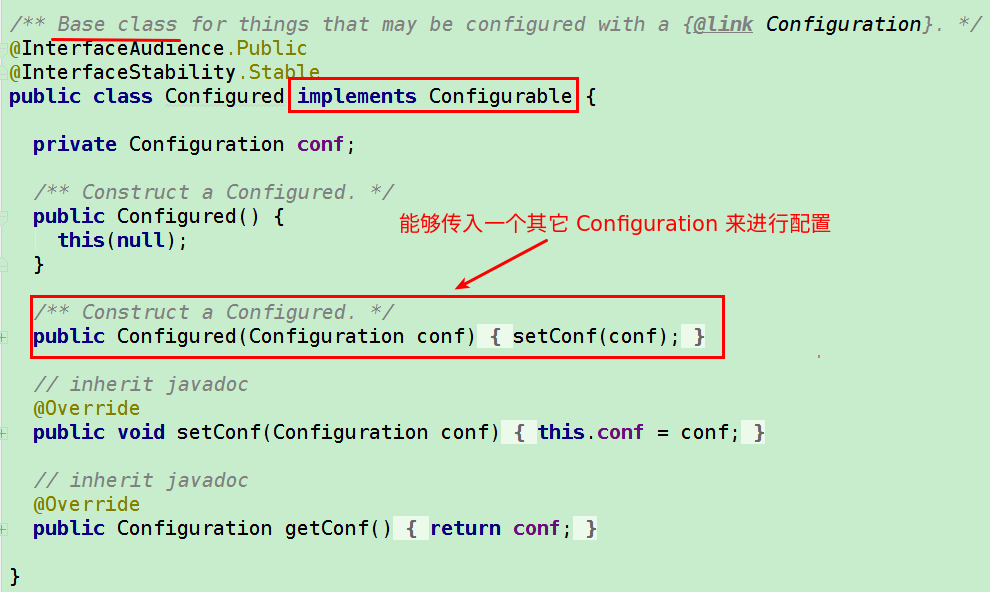 /** Base class for things that may be configured with a {@link Configuration}. */
@InterfaceAudience.Public
@InterfaceStability.Stable
public class Configured implements Configurable {
private Configuration conf;
/** Construct a Configured. */
public Configured() {
能够传入一个其它 Configuration 来进行配置
this(null);
}
/** Construct a Configured. */
public Configured(Configuration conf) { setConf(conf); }
// inherit javadoc
@Override
public void setConf(Configuration conf) { this.conf = conf; }
// inherit javadoc
@Override
public Configuration getConf() { return conf; }
}